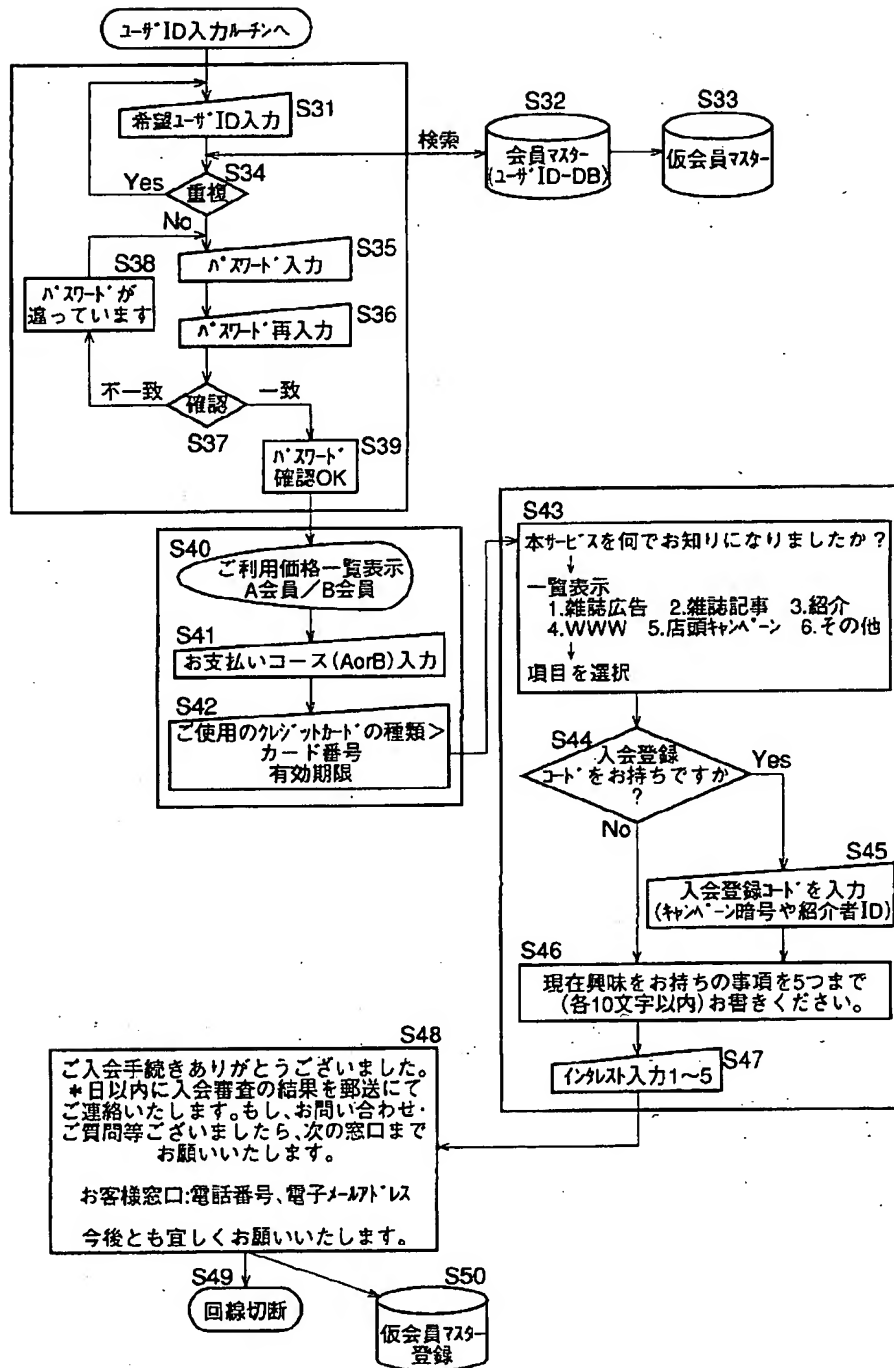 ユーザID入力ルーチンへ
S31
希望ユーザID入力
検索
S32
会員マスター
(ユーザID-DB)
S33
仮会員マスター
S34
重複
Yes
No
S35
パスワード入力
S38
パスワードが
違っています
S36
パスワード再入力
不一致
一致
確認
S37
S39
パスワード
確認OK
S40
ご利用価格一覧表示
A会員／B会員
S41
お支払いコース(AorB)入力
S42
ご使用のクレジットカードの種類>
カード番号
有効期限
S43
本サービスを何でお知りになりましたか?
↓
一覧表示
1.雑誌広告 2.雑誌記事 3.紹介
4.WWW 5.店頭キャンペーン 6.その他
↓
項目を選択
S44
入会登録
コードをお持ちですか
?
Yes
No
S45
入会登録コードを入力
(キャンペーン暗号や紹介者ID)
S46
現在興味をお持ちの事項を5つまで
(各10文字以内)お書きください。
S47
インタレスト入力1〜5
S48
ご入会手続きありがとうございました。
*日以内に入会審査の結果を郵送にて
ご連絡いたします。もし、お問い合わせ・
ご質問等ございましたら、次の窓口まで
お願いいたします。
お客様窓口:電話番号、電子メールアドレス
今後とも宜しくお願いいたします。
S49
回線切断
S50
仮会員マスター
登録